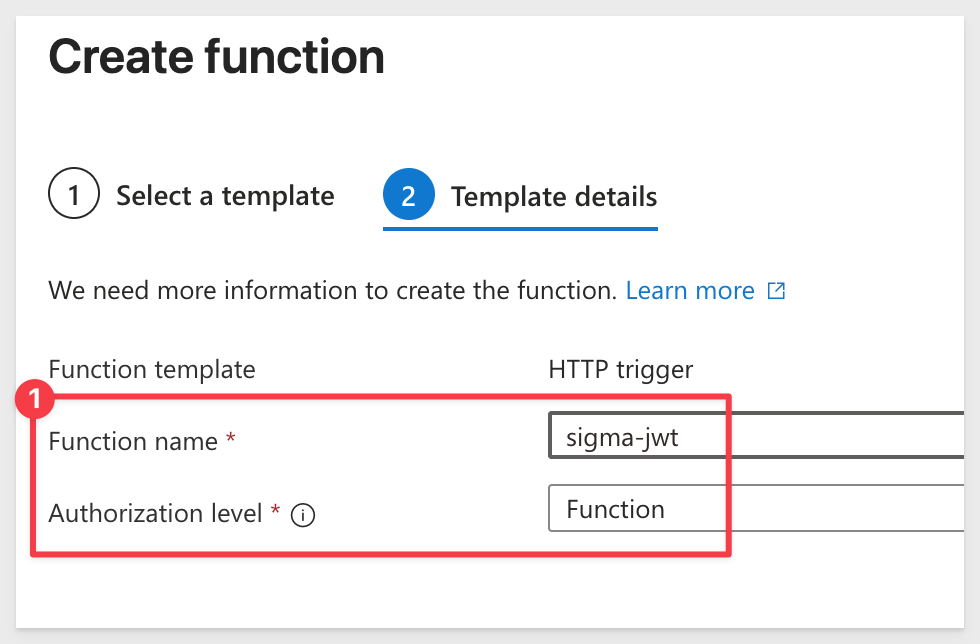 Create function
1 Select a template 2 Template details
We need more information to create the function. Learn more
Function template HTTP trigger
1
Function name * sigma-jwt
Authorization level * Function